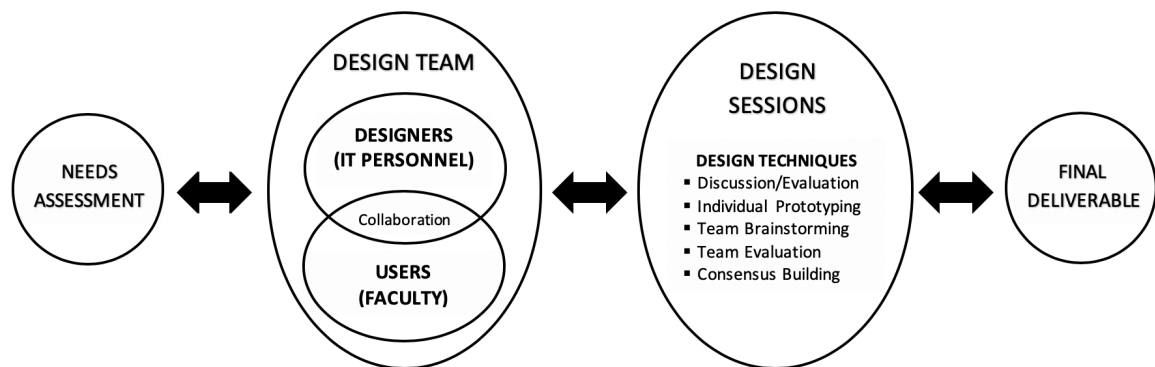 NEEDS
ASSESSMENT
DESIGN TEAM
DESIGNERS
(IT PERSONNEL)
Collaboration
USERS
(FACULTY)
DESIGN
SESSIONS
DESIGN TECHNIQUES
▪ Discussion/Evaluation
▪ Individual Prototyping
▪ Team Brainstorming
▪ Team Evaluation
▪ Consensus Building
FINAL
DELIVERABLE